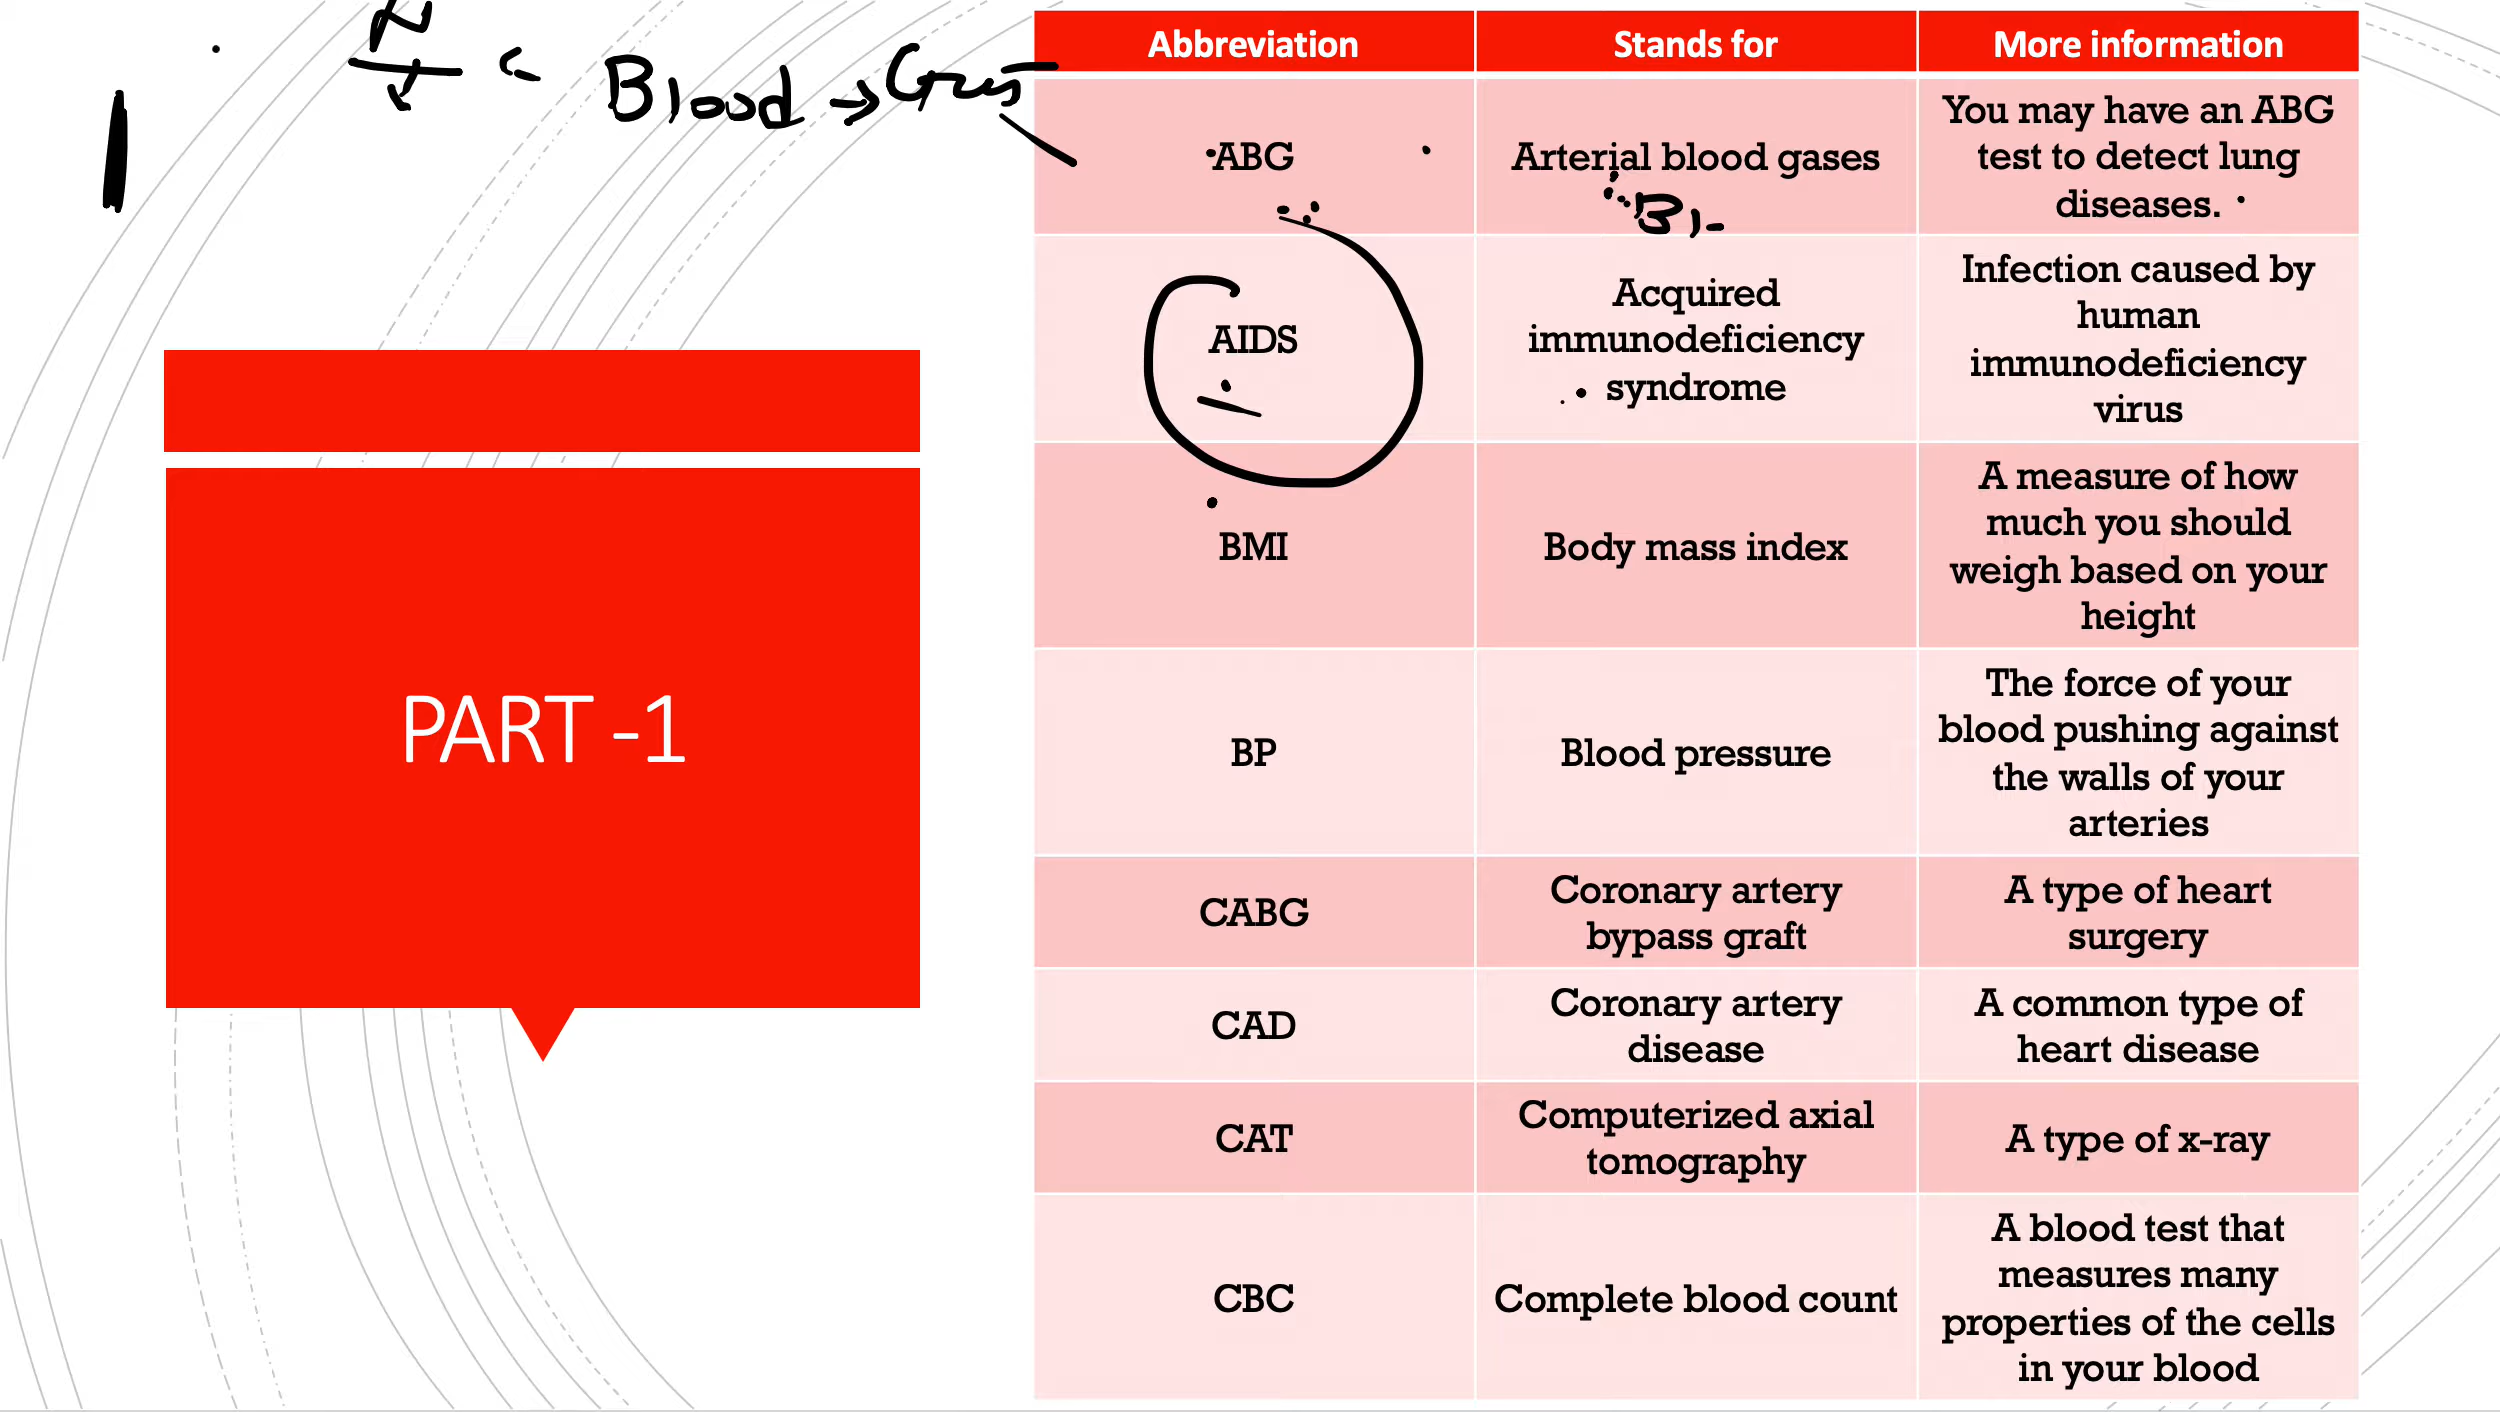 Blood → Gas
PART -1
Abbreviation Stands for More information
ABG Arterial blood gases You may have an ABG
test to detect lung
diseases.
B1-
AIDS Acquired
immunodeficiency
syndrome Infection caused by
human
immunodeficiency
virus
BMI Body mass index A measure of how
much you should
weigh based on your
height
BP Blood pressure The force of your
blood pushing against
the walls of your
arteries
CABG Coronary artery
bypass graft A type of heart
surgery
CAD Coronary artery
disease A common type of
heart disease
CAT Computerized axial
tomography A type of x-ray
CBC Complete blood count A blood test that
measures many
properties of the cells
in your blood